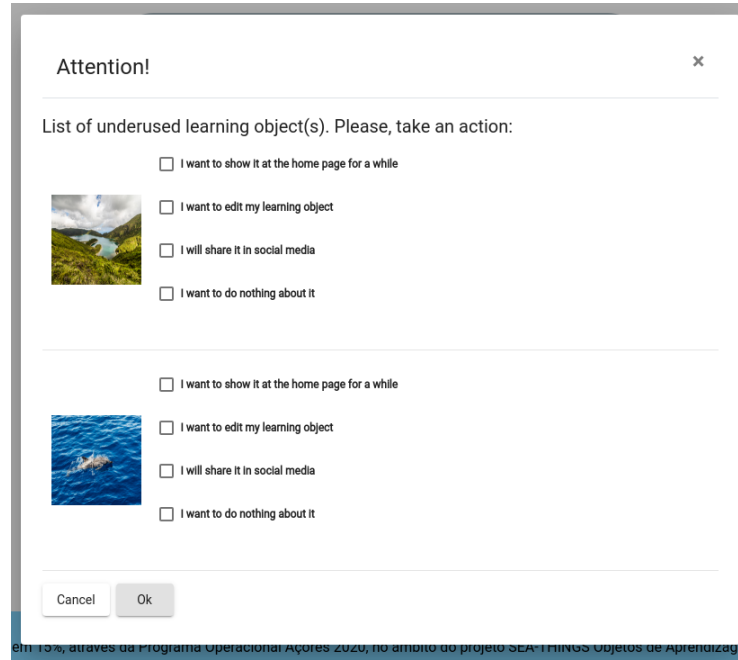 Attention!
×
List of underused learning object(s). Please, take an action:
I want to show it at the home page for a while
I want to edit my learning object
I will share it in social media
I want to do nothing about it
I want to show it at the home page for a while
I want to edit my learning object
I will share it in social media
I want to do nothing about it
Cancel
Ok
em 15%, através da Programa Operacional Açores 2020, no âmbito do projeto SEA-THINGS Objetos de Aprendizag